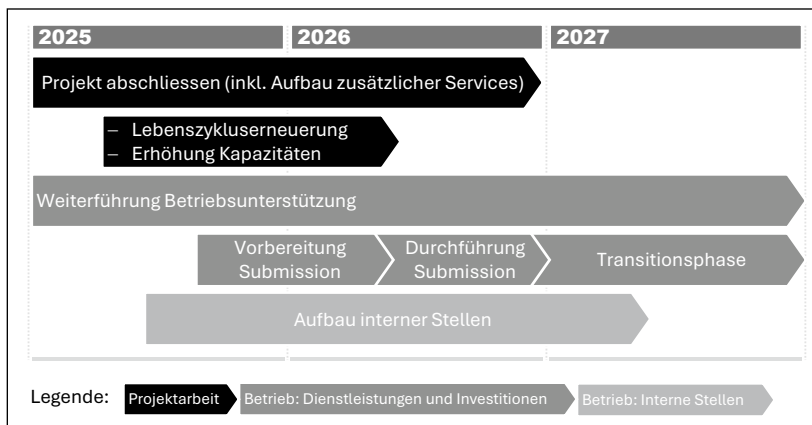 2025 2026 2027
Projekt abschliessen (inkl. Aufbau zusätzlicher Services)
– Lebenszykluserneuerung
– Erhöhung Kapazitäten
Weiterführung Betriebsunterstützung
Vorbereitung
Submission
Durchführung
Submission
Transitionsphase
Aufbau interner Stellen
Legende: Projektarbeit Betrieb: Dienstleistungen und Investitionen Betrieb: Interne Stellen